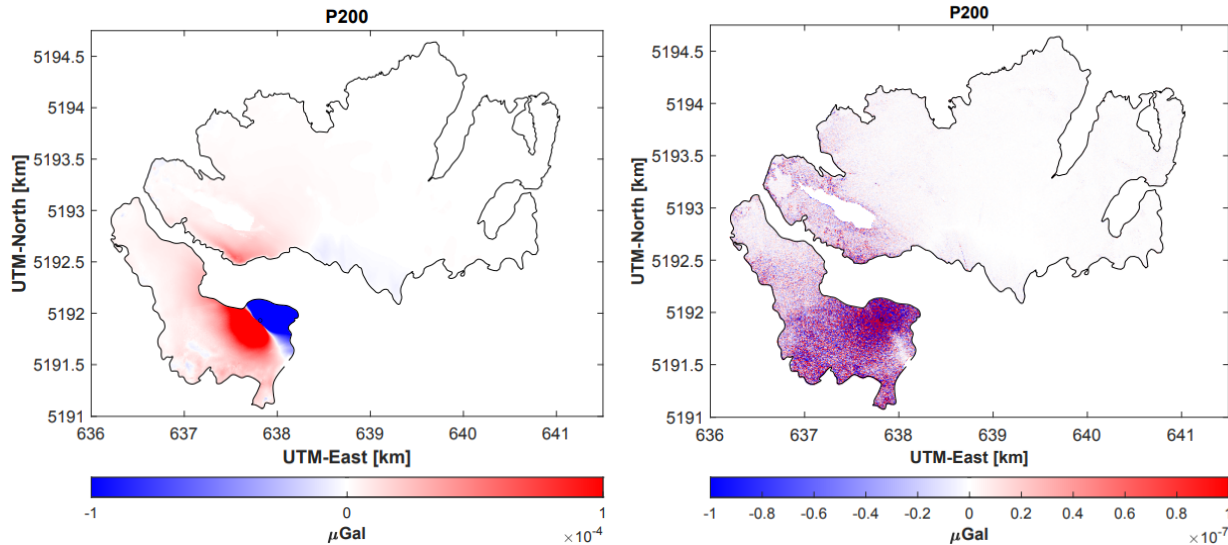 P200
UTM-North [km]
5194.5
5194
5193.5
5193
5192.5
5192
5191.5
5191
636 637 638 639 640 641
UTM-East [km]
-1 0 1
μGal ×10-4
P200
UTM-North [km]
5194.5
5194
5193.5
5193
5192.5
5192
5191.5
5191
636 637 638 639 640 641
UTM-East [km]
-1 -0.8 -0.6 -0.4 -0.2 0 0.2 0.4 0.6 0.8 1
μGal ×10-7